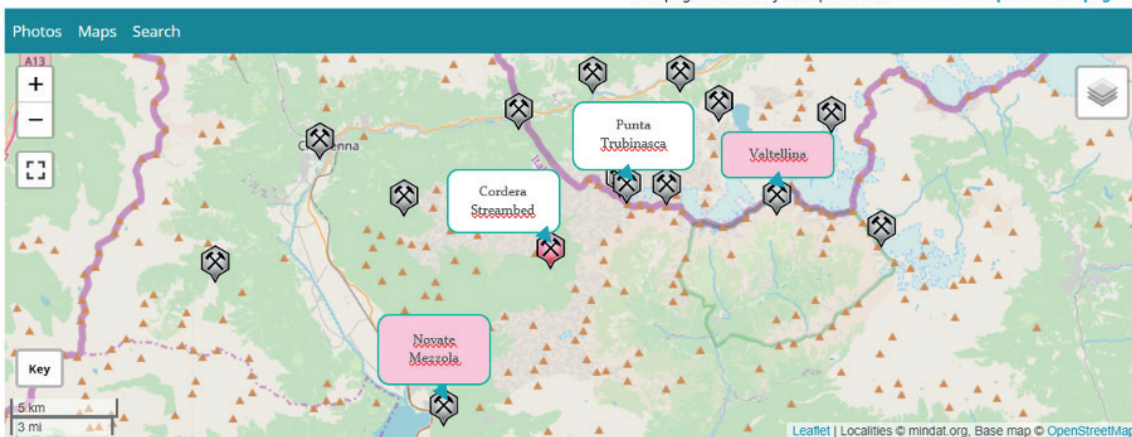 Photos Maps Search
A13
+
−
Punta
Trubinasca
Valtellina
Cordera
Streambed
Novate
Mezzola
Key
5 km
3 mi
Leaflet | Localities © mindat.org, Base map © OpenStreetMap